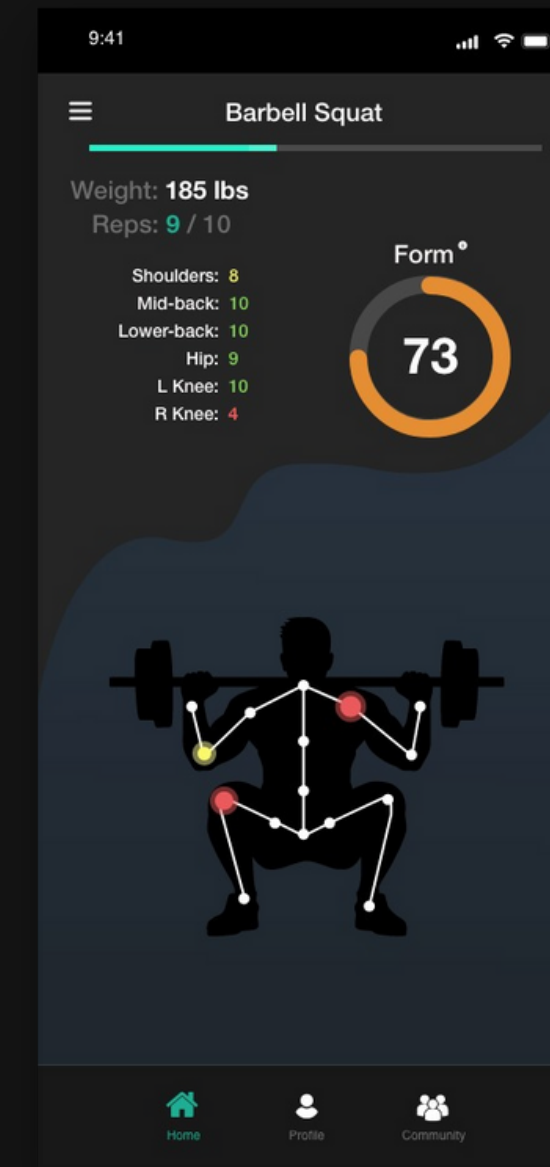 9:41
Barbell Squat
Weight: 185 lbs
Reps: 9 / 10
Form
Shoulders: 8
Mid-back: 10
Lower-back: 10
Hip: 9
L Knee: 10
R Knee: 4
73
Home
Profile
Community